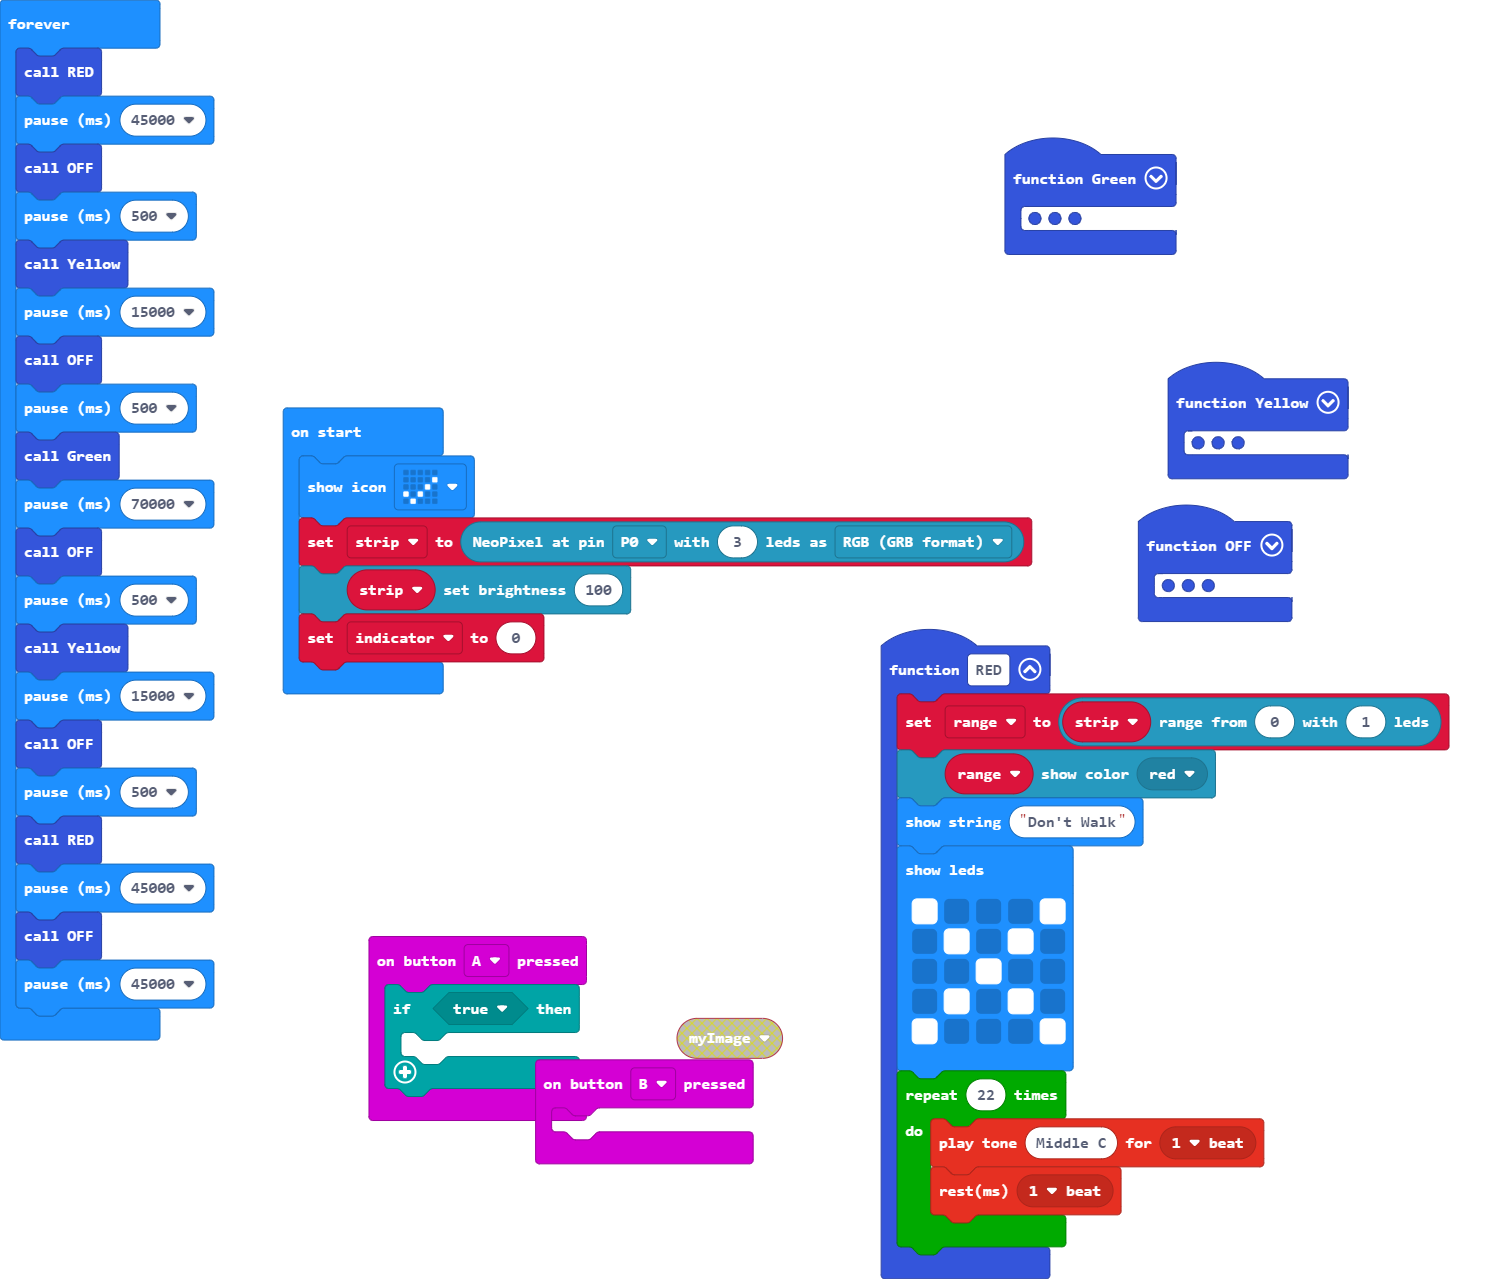 forever
call RED
pause (ms) 45000
call OFF
pause (ms) 500
call Yellow
pause (ms) 15000
call OFF
pause (ms) 500
call Green
pause (ms) 70000
call OFF
pause (ms) 500
call Yellow
pause (ms) 15000
call OFF
pause (ms) 500
call RED
pause (ms) 45000
call OFF
pause (ms) 45000
on start
show icon
set strip to NeoPixel at pin P0 with 3 leds as RGB (GRB format)
strip set brightness 100
set indicator to 0
on button A pressed
if true then
myImage
on button B pressed
function Green
function Yellow
function OFF
function RED
set range to strip range from 0 with 1 leds
range show color red
show string "Don't Walk"
show leds
repeat 22 times
do
play tone Middle C for 1 beat
rest(ms) 1 beat